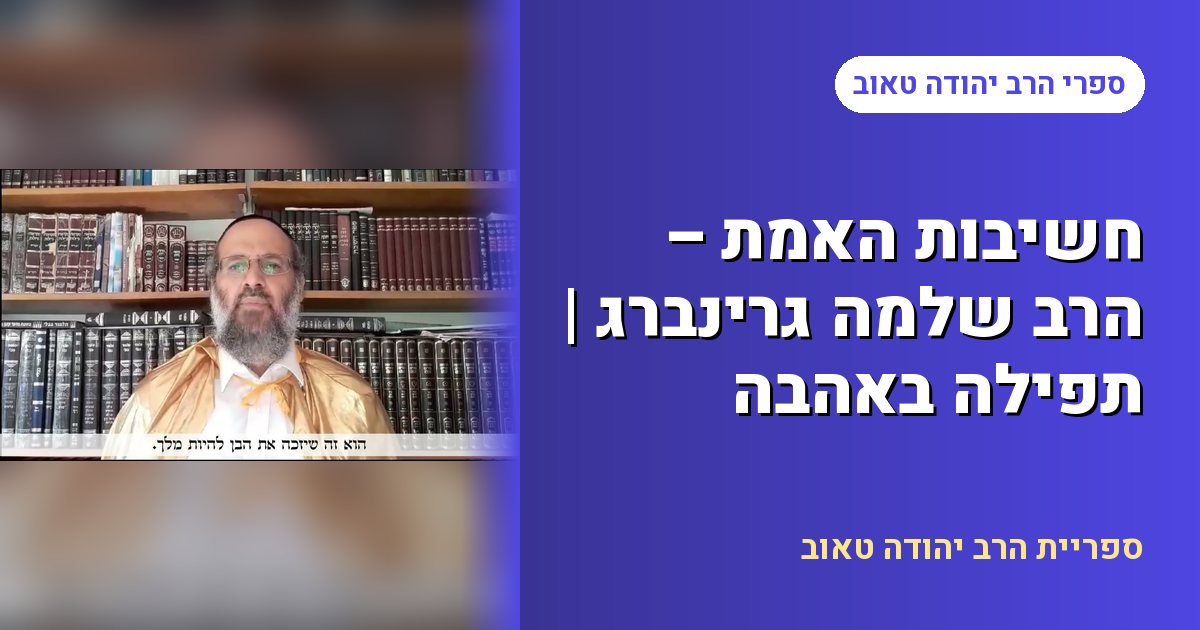 ספרי הרב יהודה טאוב
חשיבות האמת –
הרב שלמה גרינברג |
תפילה באהבה
ספריית הרב יהודה טאוב
הוא זה שיזכה את הבן להיות מלך.